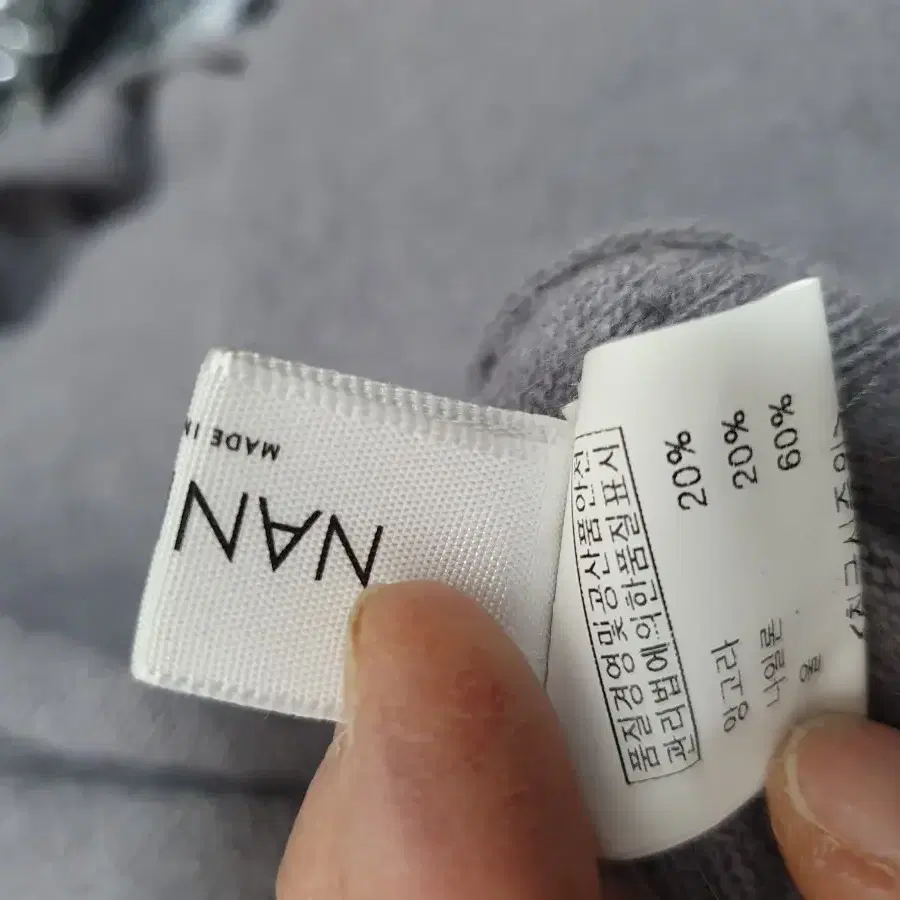 MADE IN
NAN
품질경영및공산품안전
관리법에의한품질표시
앙고라 20%
나일론 20%
울 60%